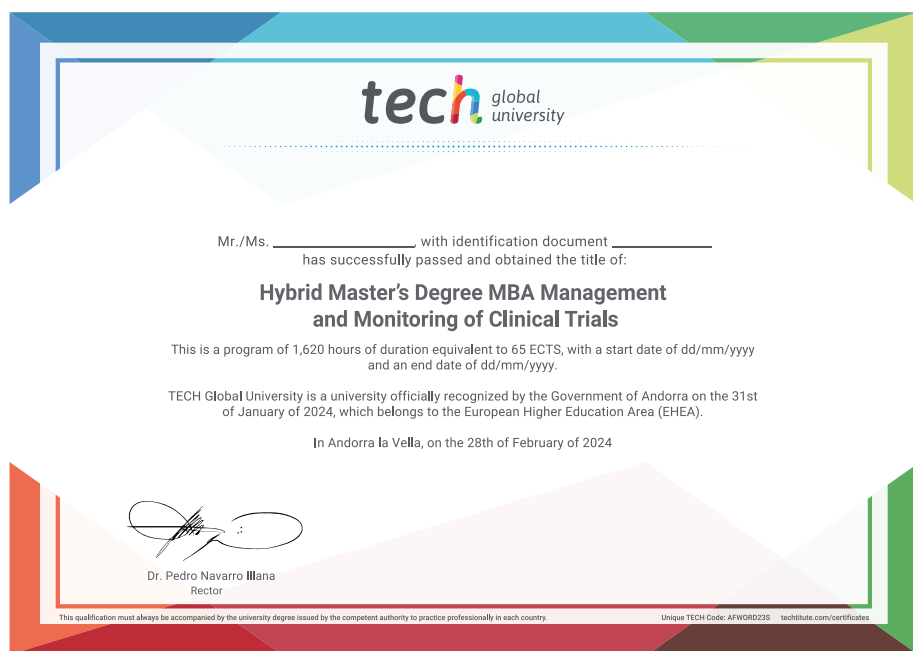 tech global
university
Mr./Ms. ____________________, with identification document ______________
has successfully passed and obtained the title of:
Hybrid Master's Degree MBA Management
and Monitoring of Clinical Trials
This is a program of 1,620 hours of duration equivalent to 65 ECTS, with a start date of dd/mm/yyyy
and an end date of dd/mm/yyyy.
TECH Global University is a university officially recognized by the Government of Andorra on the 31st
of January of 2024, which belongs to the European Higher Education Area (EHEA).
In Andorra la Vella, on the 28th of February of 2024
Dr. Pedro Navarro Illana
Rector
This qualification must always be accompanied by the university degree issued by the competent authority to practice professionally in each country.
Unique TECH Code: AFWORD23S techtitute.com/certificates